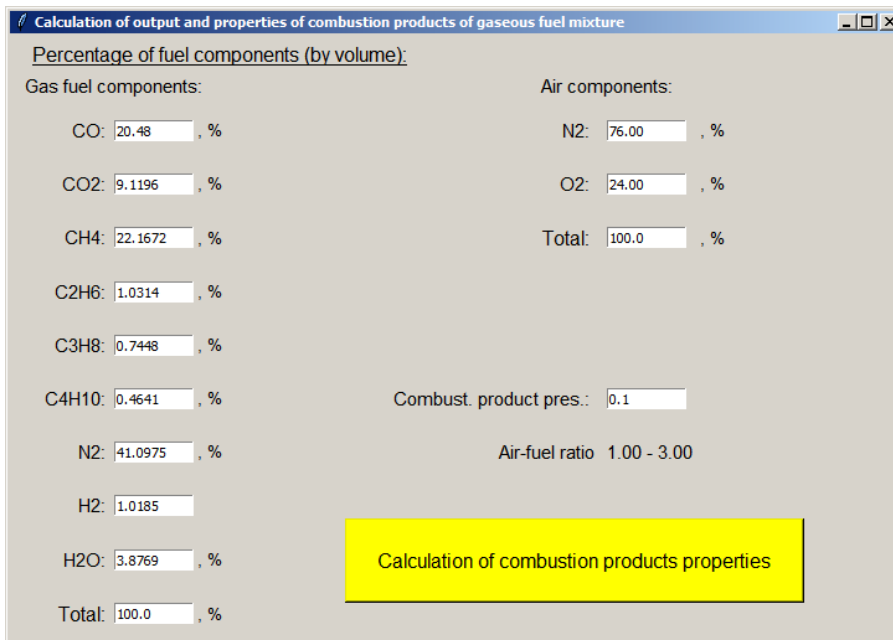 Calculation of output and properties of combustion products of gaseous fuel mixture
Percentage of fuel components (by volume):
Gas fuel components: Air components:
CO: 20.48 , % N2: 76.00 , %
CO2: 9.1196 , % O2: 24.00 , %
CH4: 22.1672 , % Total: 100.0 , %
C2H6: 1.0314 , %
C3H8: 0.7448 , %
C4H10: 0.4641 , % Combust. product pres.: 0.1
N2: 41.0975 , % Air-fuel ratio 1.00 - 3.00
H2: 1.0185
H2O: 3.8769 , % Calculation of combustion products properties
Total: 100.0 , %